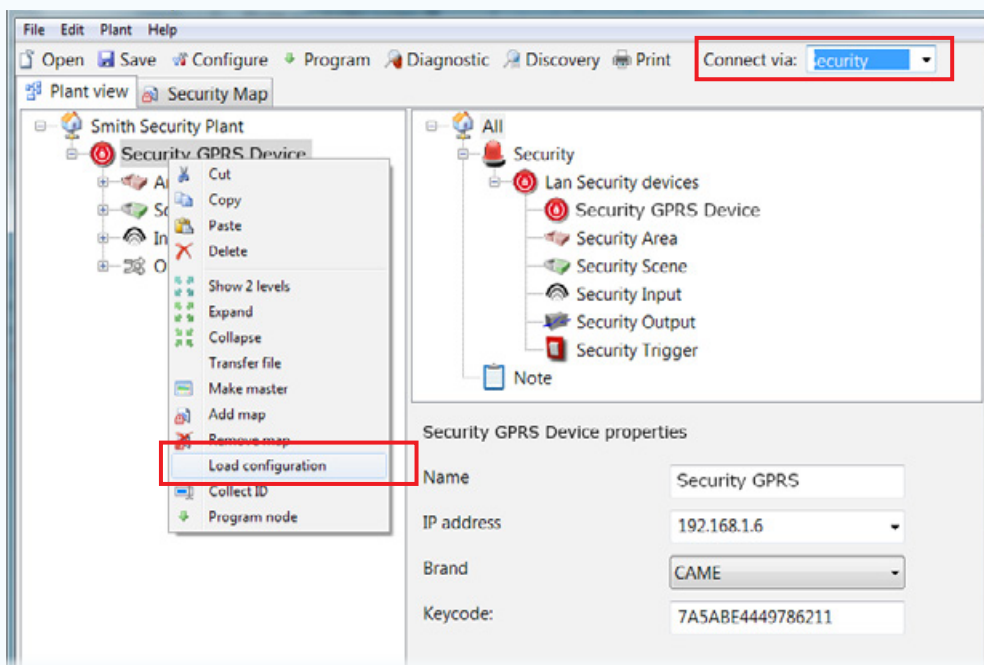 File Edit Plant Help
Open Save Configure Program Diagnostic Discovery Print Connect via: Security
Plant view Security Map
Smith Security Plant
Security GPRS Device
A
Sc
In
O
Cut
Copy
Paste
Delete
Show 2 levels
Expand
Collapse
Transfer file
Make master
Add map
Remove map
Load configuration
Collect ID
Program node
All
Security
Lan Security devices
Security GPRS Device
Security Area
Security Scene
Security Input
Security Output
Security Trigger
Note
Security GPRS Device properties
Name Security GPRS
IP address 192.168.1.6
Brand CAME
Keycode: 7A5ABE4449786211